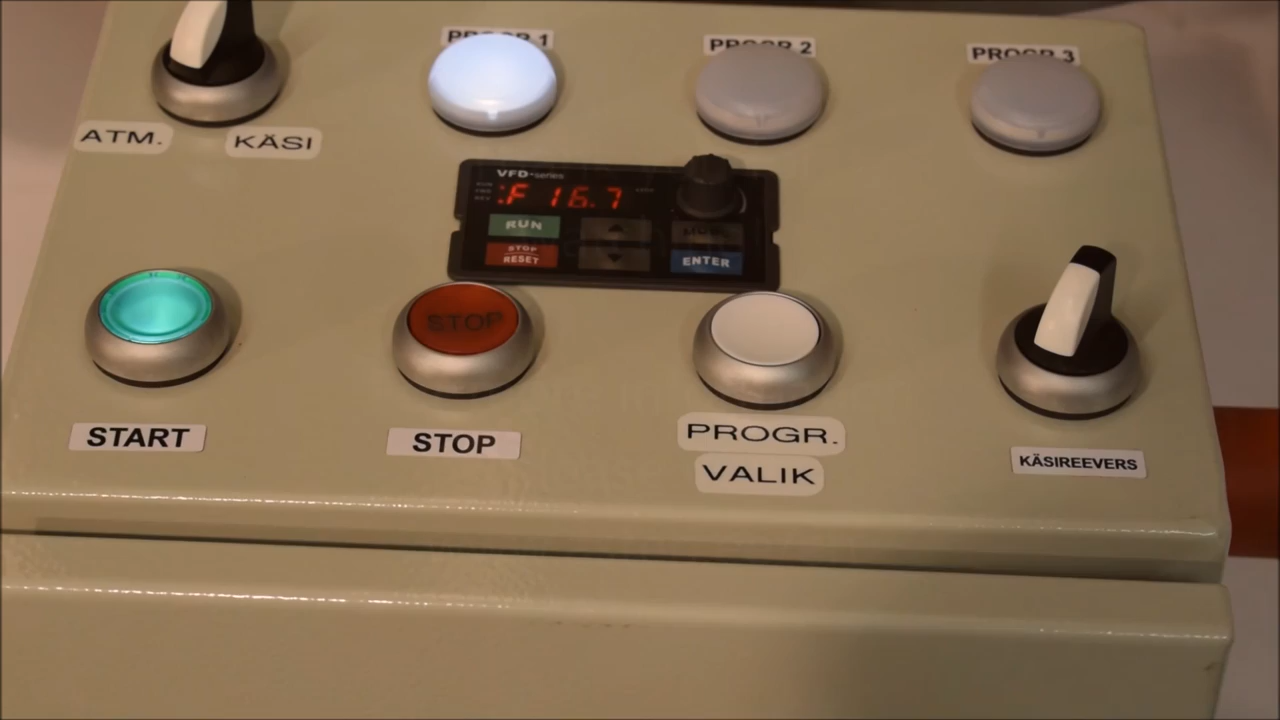 PROGR.1
PROGR.2
PROGR.3
ATM.
KÄSI
VFD-series
F 16.7
RUN
STOP
RESET
ENTER
STOP
START
STOP
PROGR.
VALIK
KÄSIREEVERS